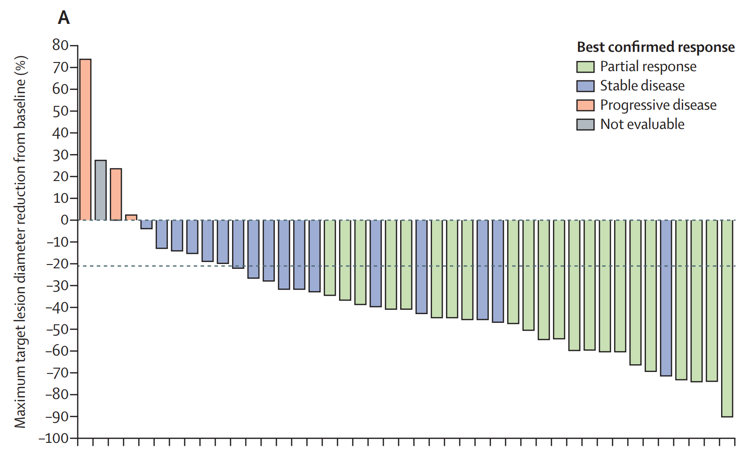 A
Maximum target lesion diameter reduction from baseline (%)
80
70
60
50
40
30
20
10
0
–10
–20
–30
–40
–50
–60
–70
–80
–90
–100
Best confirmed response
Partial response
Stable disease
Progressive disease
Not evaluable